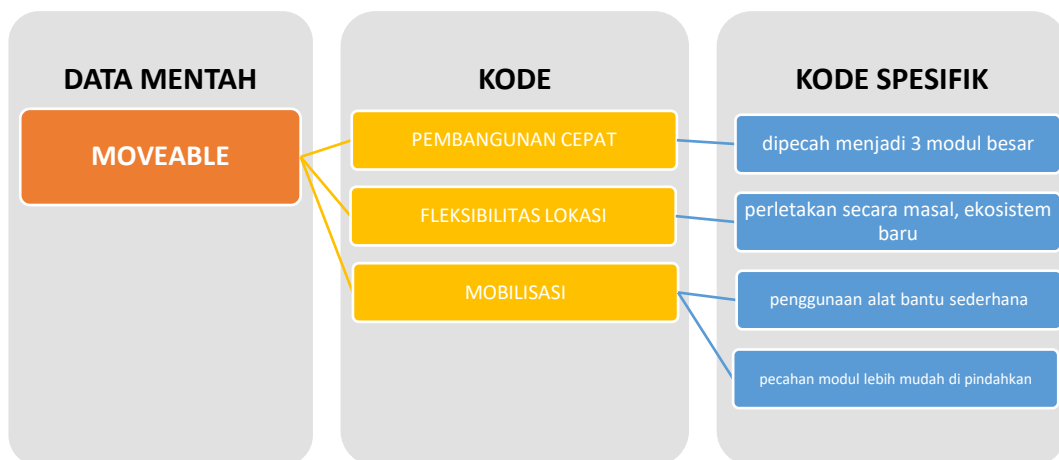 DATA MENTAH
MOVEABLE
KODE
PEMBANGUNAN CEPAT
FLEKSIBILITAS LOKASI
MOBILISASI
KODE SPESIFIK
dipecah menjadi 3 modul besar
perletakan secara masal, ekosistem
baru
penggunaan alat bantu sederhana
pecahan modul lebih mudah di pindahkan